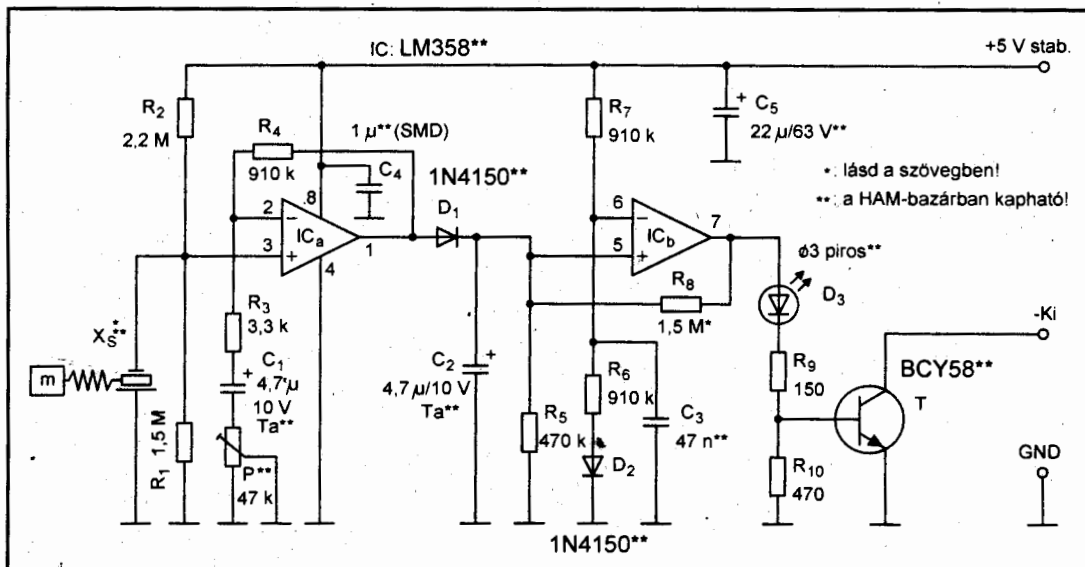 IC: LM358**
+5 V stab.
R2
2,2 M
R4
910 k
1 µ** (SMD)
C4
R7
910 k
+ C5
22 µ/63 V**
*: lásd a szövegben!
**: a HAM-bazárban kapható!
1N4150**
D1
8
2
−
3
+
ICa
1
4
6
−
5
+
ICb
7
ø3 piros**
D3
R8
1,5 M*
R3
3,3 k
XS***
m
C1
+
4,7 µ
10 V
Ta**
C2
+
4,7 µ/10 V
Ta**
R1 1,5 M
P**
47 k
R5
470 k
R6
910 k
C3
47 n**
D2
1N4150**
R9
150
R10
470
BCY58**
T
-Ki
GND